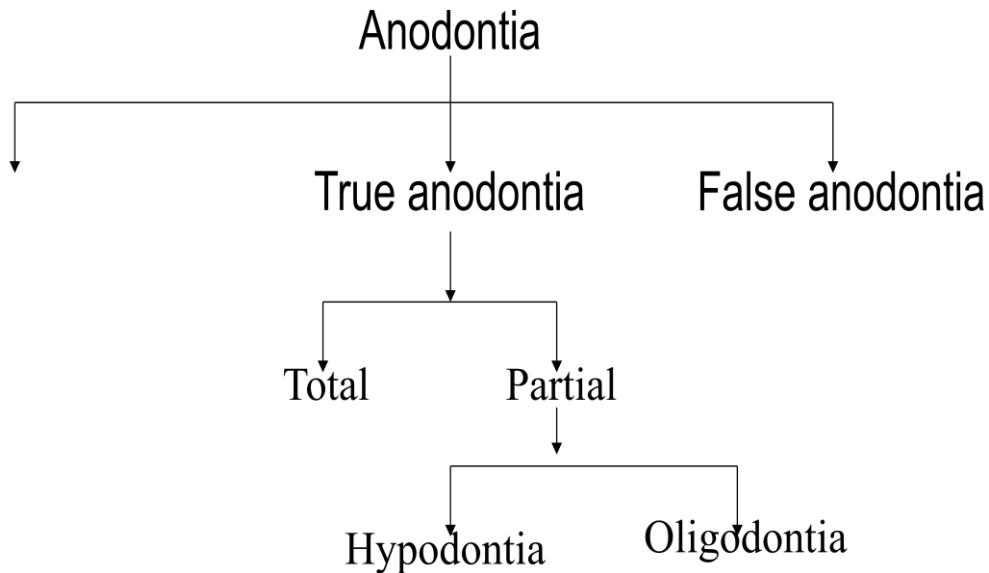 Anodontia
True anodontia
False anodontia
Total
Partial
Hypodontia
Oligodontia